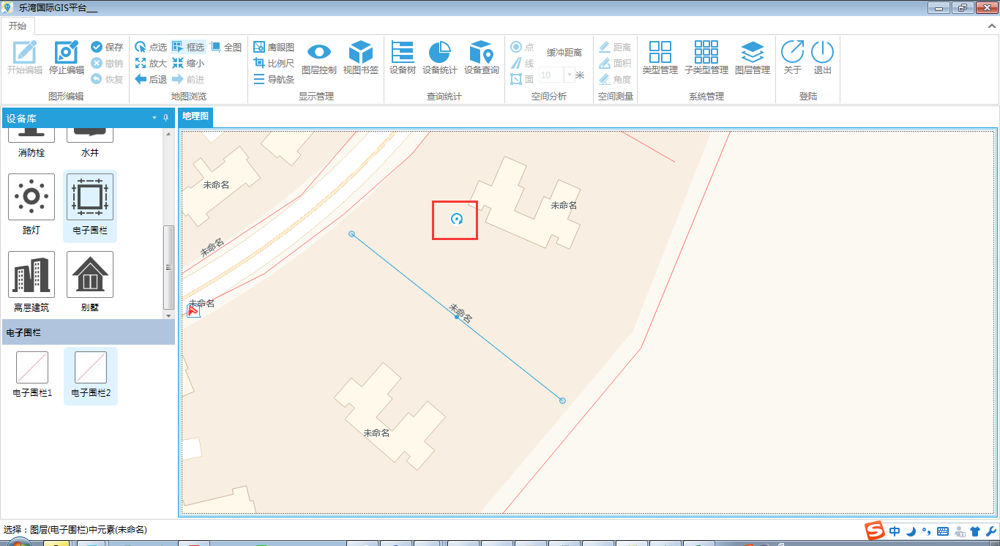 乐湾国际GIS平台___
开始
开始编辑
停止编辑
保存
撤销
恢复
图形编辑
点选
框选
全图
放大
缩小
后退
前进
地图浏览
鹰眼图
比例尺
导航条
图层控制
视图书签
显示管理
设备树
设备统计
设备查询
查询统计
点
线
面
缓冲距离
10
米
空间分析
距离
面积
角度
空间测量
类型管理
子类型管理
图层管理
系统管理
关于
退出
登陆
设备库
消防栓
水井
路灯
电子围栏
高层建筑
别墅
电子围栏
电子围栏1
电子围栏2
地理图
未命名
未命名
未命名
未命名
未命名
未命名
选择：图层(电子围栏)中元素(未命名)
S
中